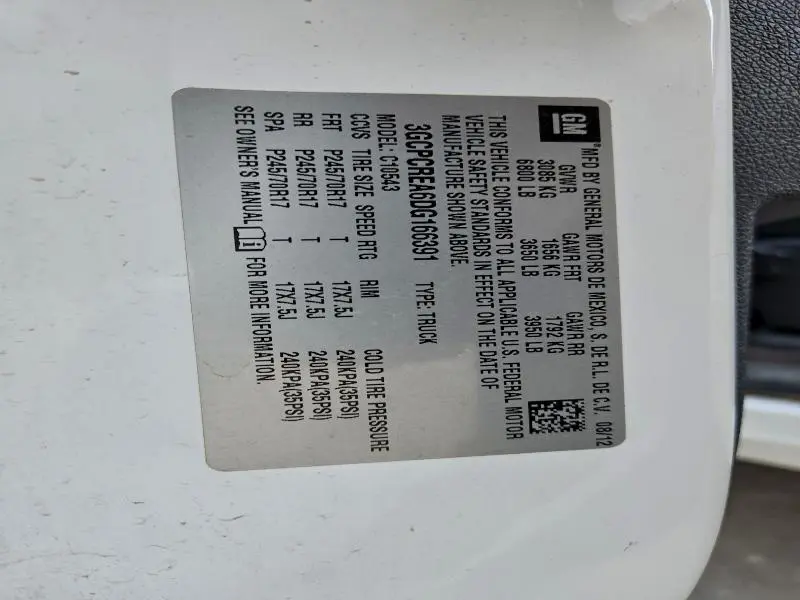 GM
®MFD BY GENERAL MOTORS DE MEXICO, S. DE R.L. DE C.V. 08/12
GVWR GAWR FRT GAWR RR
3085 KG 1656 KG 1792 KG
6800 LB 3650 LB 3950 LB
THIS VEHICLE CONFORMS TO ALL APPLICABLE U.S. FEDERAL MOTOR
VEHICLE SAFETY STANDARDS IN EFFECT ON THE DATE OF
MANUFACTURE SHOWN ABOVE.
3GCPCREA6DG166391 TYPE: TRUCK
MODEL: C10543
CCVS TIRE SIZE SPEED RTG RIM COLD TIRE PRESSURE
FRT P245/70R17 T 17X7.5J 240KPA(35PSI)
RR P245/70R17 T 17X7.5J 240KPA(35PSI)
SPA P245/70R17 T 17X7.5J 240KPA(35PSI)
SEE OWNER'S MANUAL FOR MORE INFORMATION.